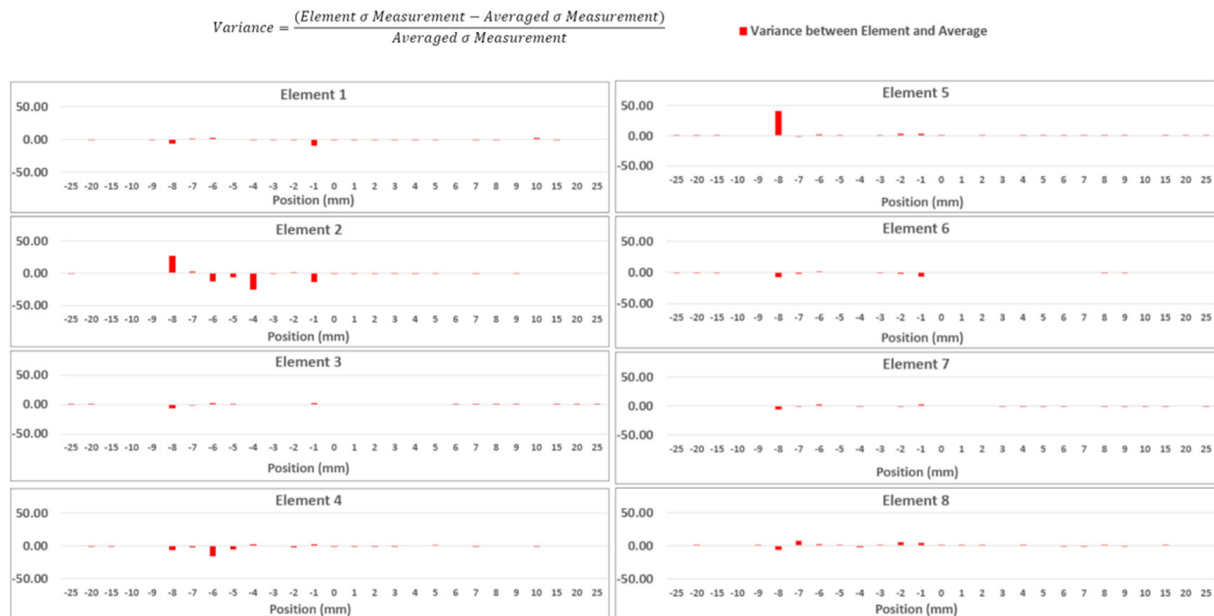 Variance = (Element σ Measurement − Averaged σ Measurement)
Averaged σ Measurement
Variance between Element and Average
Element 1
50.00
0.00
-50.00
-25 -20 -15 -10 -9 -8 -7 -6 -5 -4 -3 -2 -1 0 1 2 3 4 5 6 7 8 9 10 15 20 25
Position (mm)
Element 2
50.00
0.00
-50.00
-25 -20 -15 -10 -9 -8 -7 -6 -5 -4 -3 -2 -1 0 1 2 3 4 5 6 7 8 9 10 15 20 25
Position (mm)
Element 3
50.00
0.00
-50.00
-25 -20 -15 -10 -9 -8 -7 -6 -5 -4 -3 -2 -1 0 1 2 3 4 5 6 7 8 9 10 15 20 25
Position (mm)
Element 4
50.00
0.00
-50.00
-25 -20 -15 -10 -9 -8 -7 -6 -5 -4 -3 -2 -1 0 1 2 3 4 5 6 7 8 9 10 15 20 25
Position (mm)
Element 5
50.00
0.00
-50.00
-25 -20 -15 -10 -9 -8 -7 -6 -5 -4 -3 -2 -1 0 1 2 3 4 5 6 7 8 9 10 15 20 25
Position (mm)
Element 6
50.00
0.00
-50.00
-25 -20 -15 -10 -9 -8 -7 -6 -5 -4 -3 -2 -1 0 1 2 3 4 5 6 7 8 9 10 15 20 25
Position (mm)
Element 7
50.00
0.00
-50.00
-25 -20 -15 -10 -9 -8 -7 -6 -5 -4 -3 -2 -1 0 1 2 3 4 5 6 7 8 9 10 15 20 25
Position (mm)
Element 8
50.00
0.00
-50.00
-25 -20 -15 -10 -9 -8 -7 -6 -5 -4 -3 -2 -1 0 1 2 3 4 5 6 7 8 9 10 15 20 25
Position (mm)